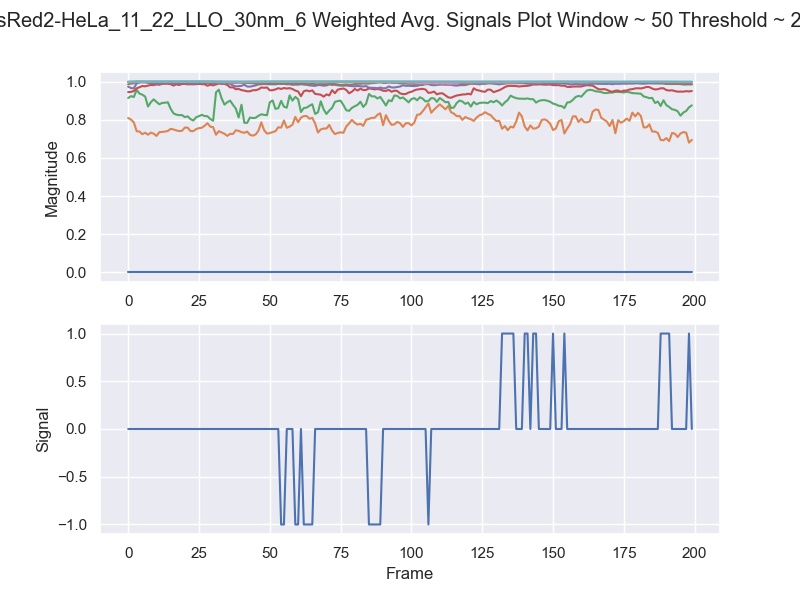 sRed2-HeLa_11_22_LLO_30nm_6 Weighted Avg. Signals Plot Window ~ 50 Threshold ~ 2
1.0
0.8
0.6
0.4
0.2
0.0
Magnitude
0 25 50 75 100 125 150 175 200
1.0
0.5
0.0
−0.5
−1.0
Signal
0 25 50 75 100 125 150 175 200
Frame